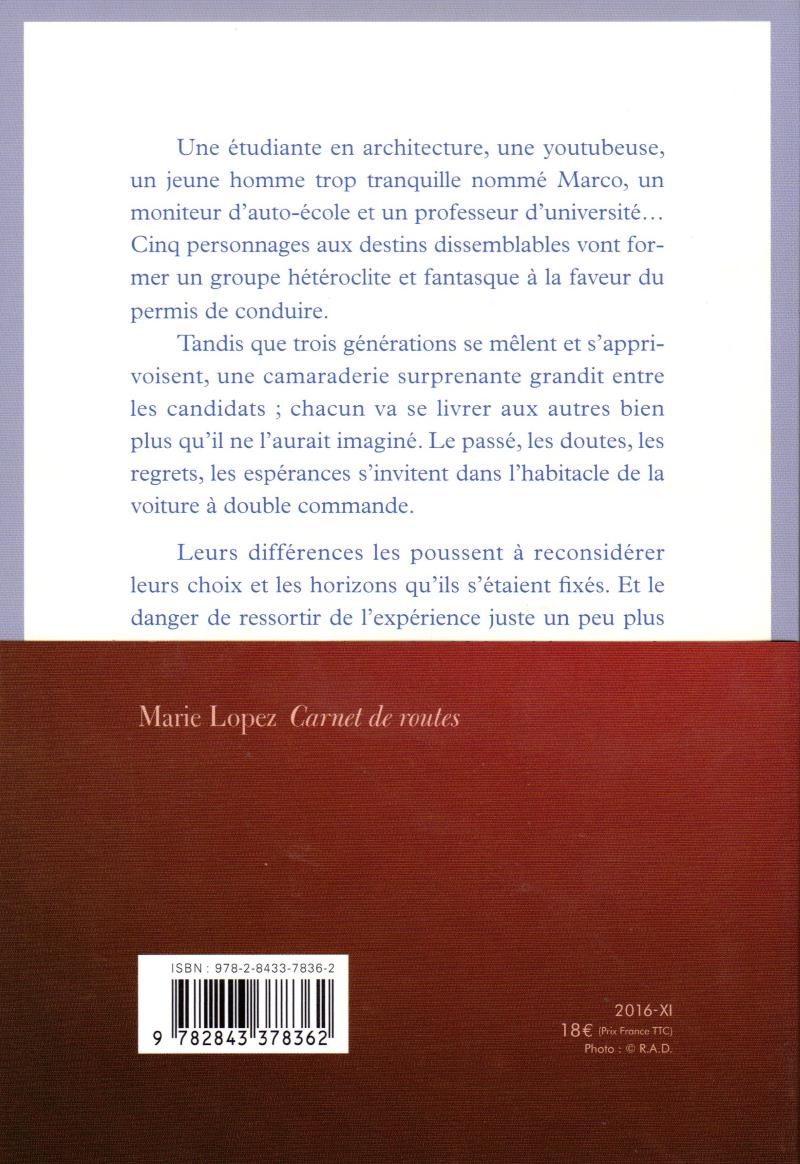 Une étudiante en architecture, une youtubeuse,
un jeune homme trop tranquille nommé Marco, un
moniteur d’auto-école et un professeur d’université…
Cinq personnages aux destins dissemblables vont for-
mer un groupe hétéroclite et fantasque à la faveur du
permis de conduire.
Tandis que trois générations se mêlent et s’appri-
voisent, une camaraderie surprenante grandit entre
les candidats ; chacun va se livrer aux autres bien
plus qu’il ne l’aurait imaginé. Le passé, les doutes, les
regrets, les espérances s’invitent dans l’habitacle de la
voiture à double commande.
Leurs différences les poussent à reconsidérer
leurs choix et les horizons qu’ils s’étaient fixés. Et le
danger de ressortir de l’expérience juste un peu plus
Marie Lopez Carnet de routes
ISBN : 978-2-8433-7836-2
9 782843 378362
2016-XI
18€ (Prix France TTC)
Photo : © R.A.D.